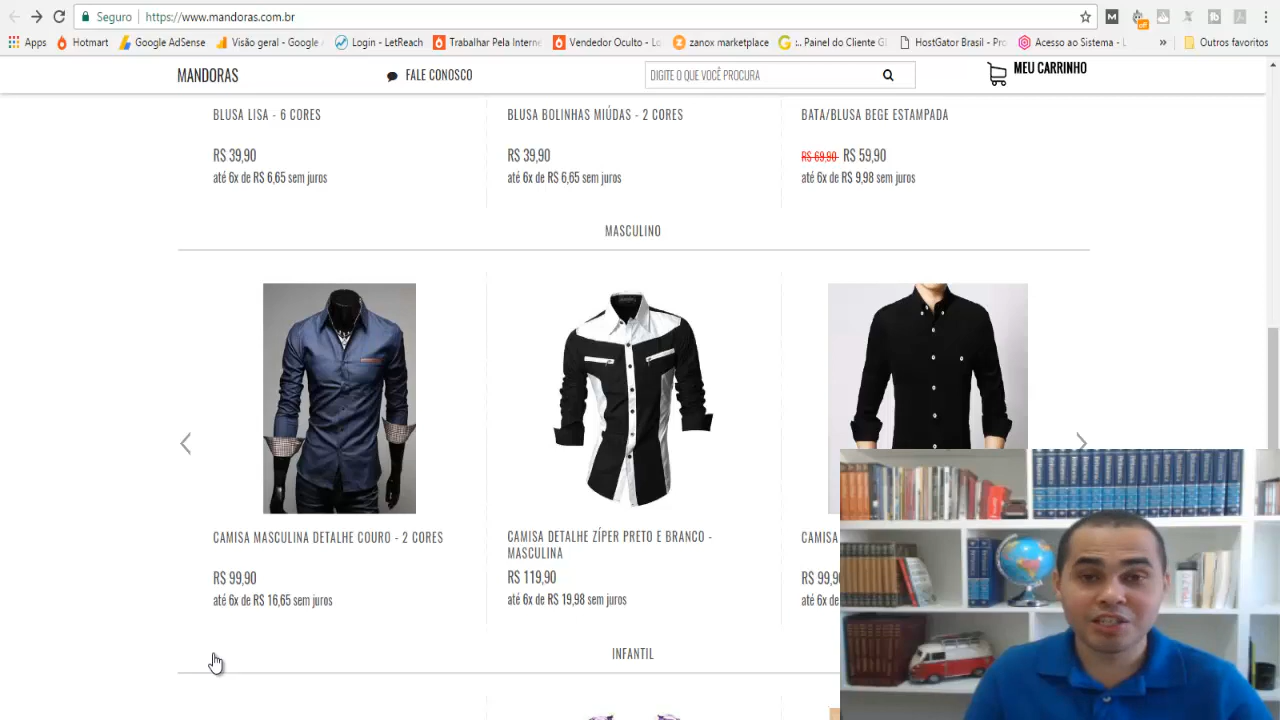 Seguro https://www.mandoras.com.br
Apps Hotmart Google AdSense Visão geral - Google Login - LetReach Trabalhar Pela Intern Vendedor Oculto - Lo zanox marketplace .:. Painel do Cliente G HostGator Brasil - Pro Acesso ao Sistema - L » Outros favoritos
MANDORAS FALE CONOSCO DIGITE O QUE VOCÊ PROCURA MEU CARRINHO
BLUSA LISA - 6 CORES BLUSA BOLINHAS MIÚDAS - 2 CORES BATA/BLUSA BEGE ESTAMPADA
R$ 39,90 R$ 39,90 R$ 69,90 R$ 59,90
até 6x de R$ 6,65 sem juros até 6x de R$ 6,65 sem juros até 6x de R$ 9,98 sem juros
MASCULINO
CAMISA MASCULINA DETALHE COURO - 2 CORES CAMISA DETALHE ZÍPER PRETO E BRANCO - CAMISA
MASCULINA
R$ 99,90 R$ 119,90 R$ 99,90
até 6x de R$ 16,65 sem juros até 6x de R$ 19,98 sem juros até 6x de
INFANTIL